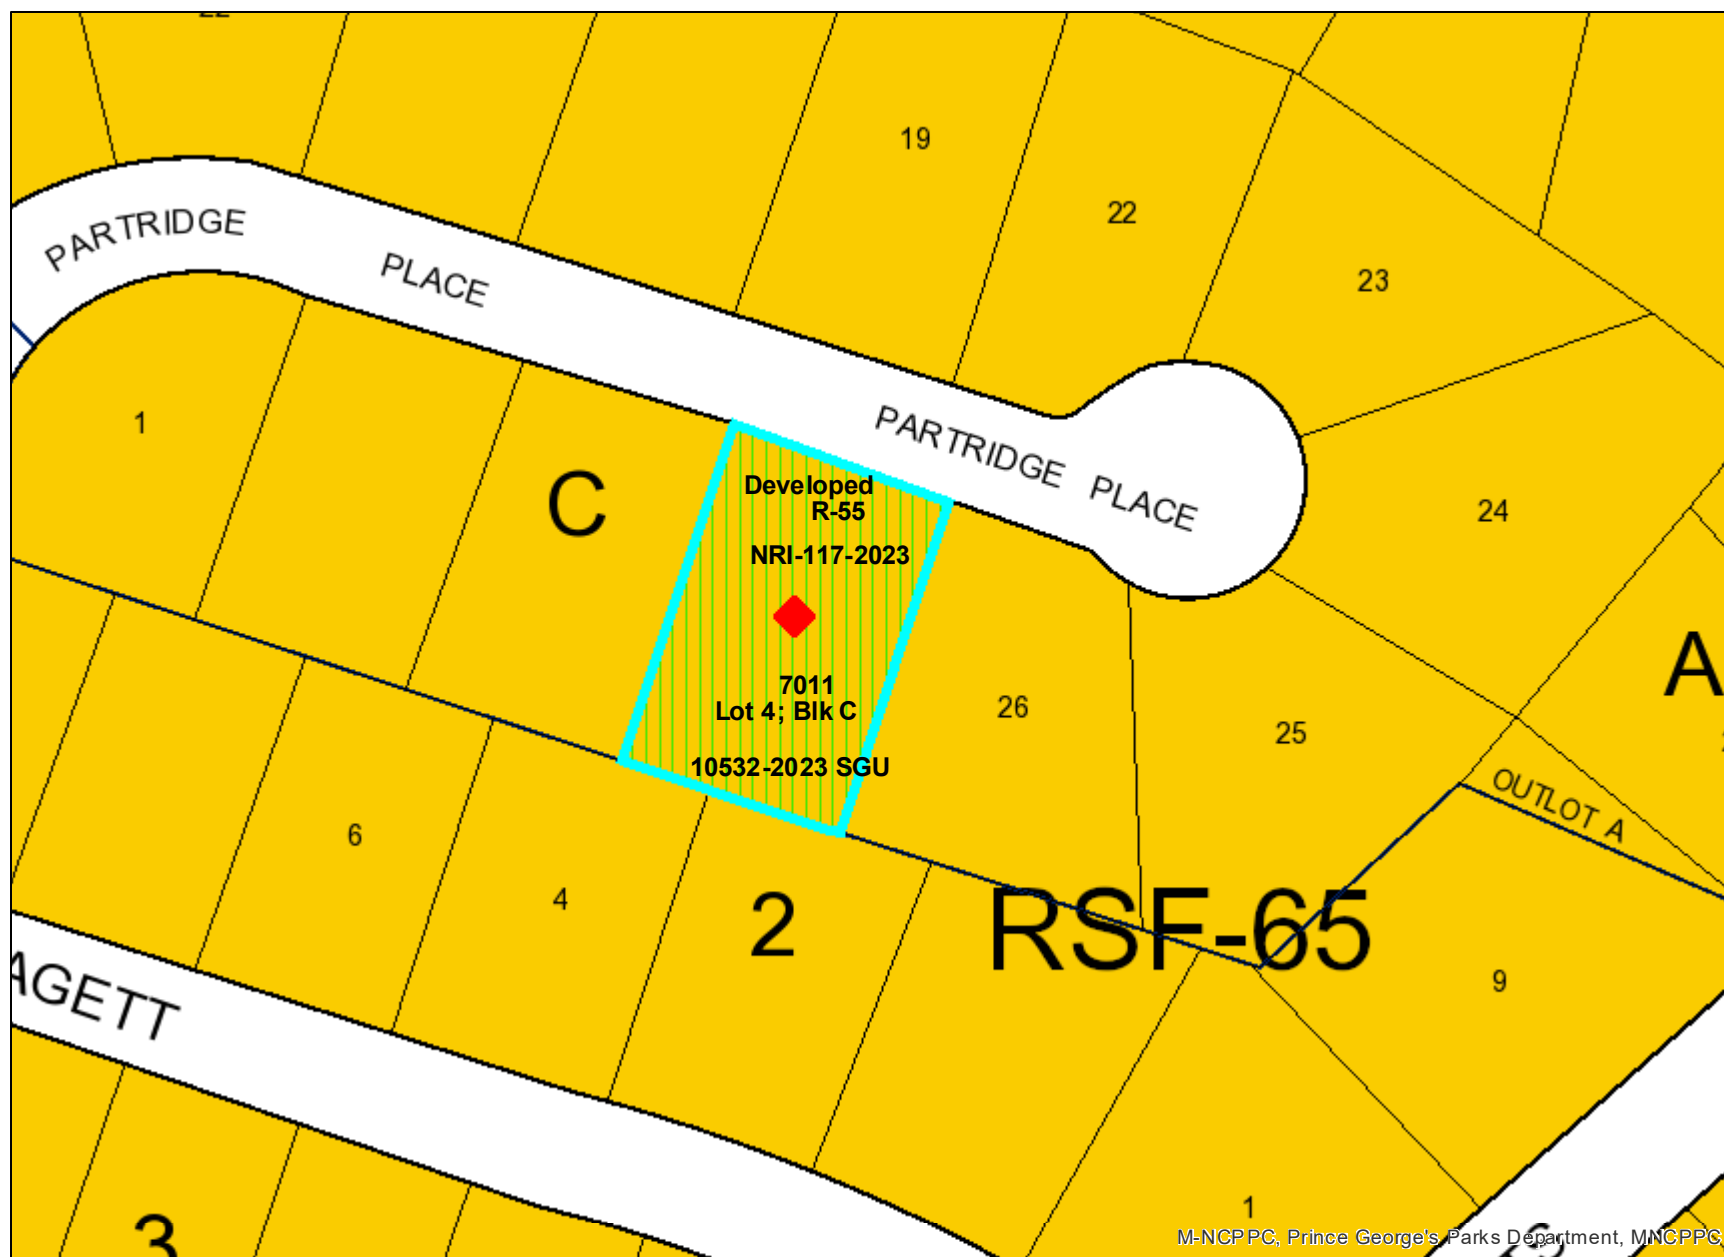 22
19
22
23
PARTRIDGE
PLACE
PARTRIDGE PLACE
1
C
24
Developed
R-55
NRI-117-2023
7011
Lot 4; Blk C
10532-2023 SGU
26
25
A
OUTLOT A
6
4
2
RSF-65
9
AGETT
3
1
M-NCPPC, Prince George's Parks Department, MNCPPC,